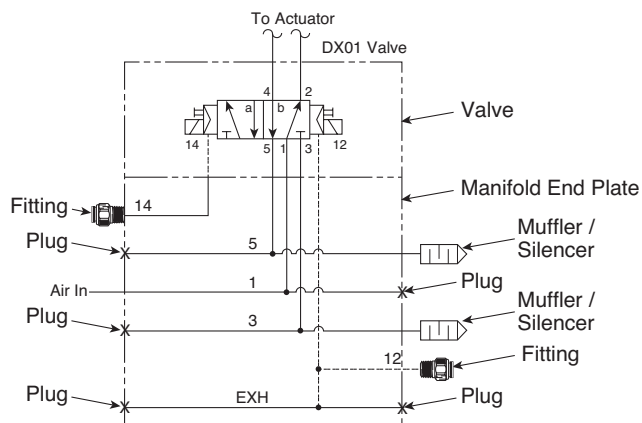 To Actuator
DX01 Valve
4
2
a
b
Valve
14
5
1
3
12
Manifold End Plate
Fitting
14
Plug
5
Muffler /
Silencer
Air In
1
Plug
Plug
3
Muffler /
Silencer
12
Fitting
Plug
EXH
Plug